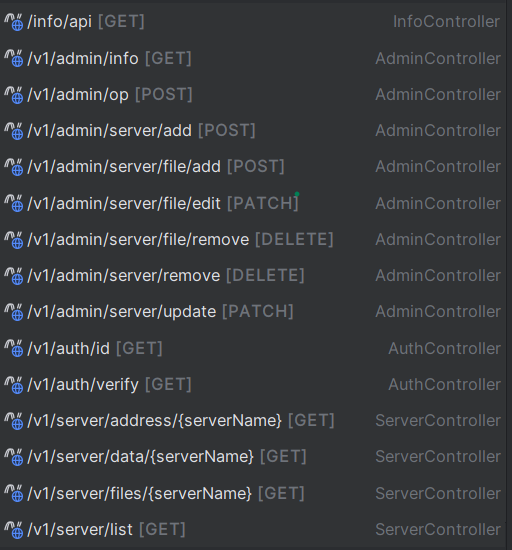 /info/api [GET] InfoController
/v1/admin/info [GET] AdminController
/v1/admin/op [POST] AdminController
/v1/admin/server/add [POST] AdminController
/v1/admin/server/file/add [POST] AdminController
/v1/admin/server/file/edit [PATCH] AdminController
/v1/admin/server/file/remove [DELETE] AdminController
/v1/admin/server/remove [DELETE] AdminController
/v1/admin/server/update [PATCH] AdminController
/v1/auth/id [GET] AuthController
/v1/auth/verify [GET] AuthController
/v1/server/address/{serverName} [GET] ServerController
/v1/server/data/{serverName} [GET] ServerController
/v1/server/files/{serverName} [GET] ServerController
/v1/server/list [GET] ServerController